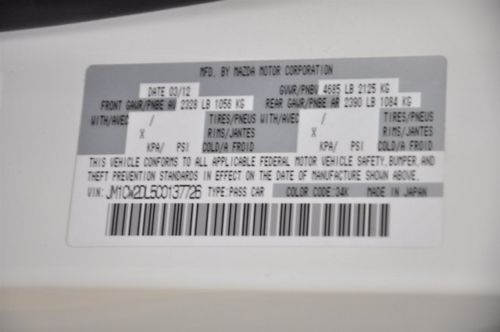 MFD. BY MAZDA MOTOR CORPORATION
DATE 03/12 GVWR/PNBV 4685 LB 2125 KG
FRONT GAWR/PNBE AV 2328 LB 1056 KG REAR GAWR/PNBE AR 2390 LB 1084 KG
WITH/AVEC / TIRES/PNEUS WITH/AVEC / TIRES/PNEUS
X RIMS/JANTES X RIMS/JANTES
KPA/ PSI COLD/A FROID KPA/ PSI COLD/A FROID
THIS VEHICLE CONFORMS TO ALL APPLICABLE FEDERAL MOTOR VEHICLE SAFETY, BUMPER, AND
THEFT PREVENTION STANDARDS IN EFFECT ON THE DATE OF MANUFACTURE SHOWN ABOVE.
VIN: JM1CW2DL5C0137726 TYPE:PASS CAR COLOR CODE:34K MADE IN JAPAN